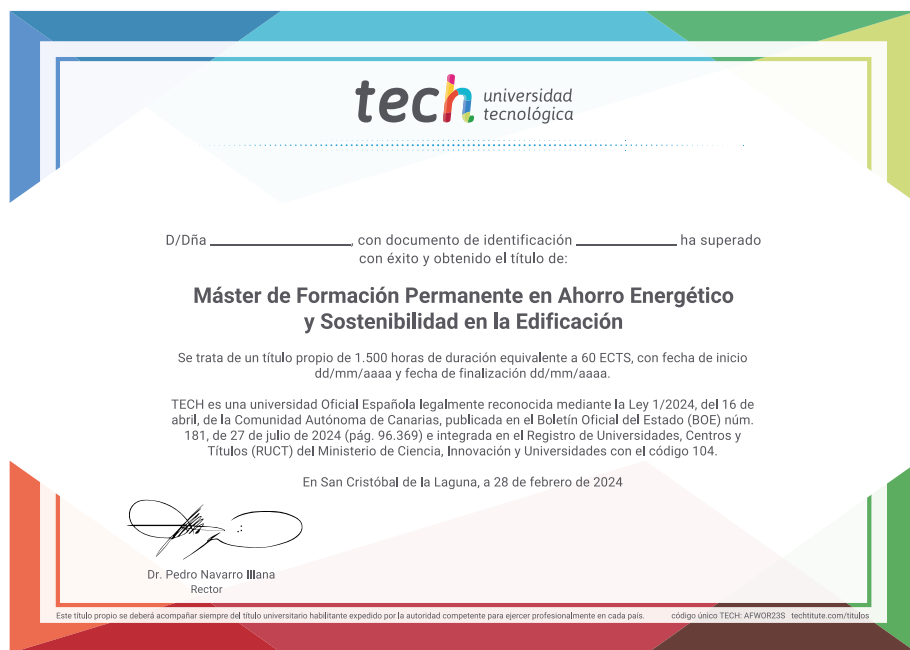 tech universidad
tecnológica
D/Dña ______________, con documento de identificación __________ ha superado
con éxito y obtenido el título de:
Máster de Formación Permanente en Ahorro Energético
y Sostenibilidad en la Edificación
Se trata de un título propio de 1.500 horas de duración equivalente a 60 ECTS, con fecha de inicio
dd/mm/aaaa y fecha de finalización dd/mm/aaaa.
TECH es una universidad Oficial Española legalmente reconocida mediante la Ley 1/2024, del 16 de
abril, de la Comunidad Autónoma de Canarias, publicada en el Boletín Oficial del Estado (BOE) núm.
181, de 27 de julio de 2024 (pág. 96.369) e integrada en el Registro de Universidades, Centros y
Títulos (RUCT) del Ministerio de Ciencia, Innovación y Universidades con el código 104.
En San Cristóbal de la Laguna, a 28 de febrero de 2024
Dr. Pedro Navarro Illana
Rector
Este título propio se deberá acompañar siempre del título universitario habilitante expedido por la autoridad competente para ejercer profesionalmente en cada país. código único TECH: AFWOR23S techtitute.com/titulos